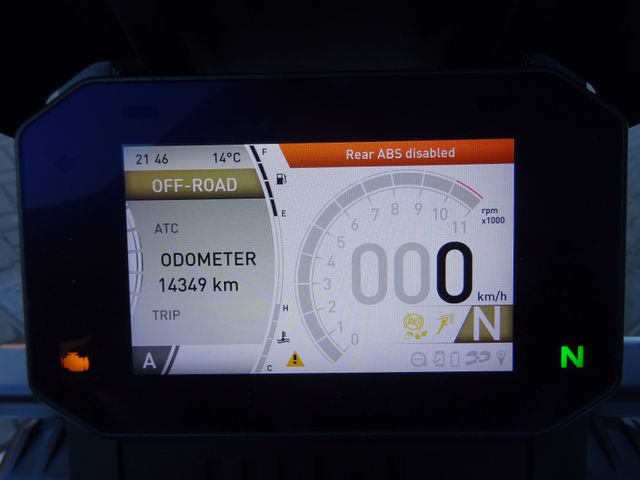 21 46 14°C
Rear ABS disabled
OFF-ROAD
F
E
ATC
ODOMETER
14349 km
TRIP
H
C
A
0
1
2
3
4
5
6
7
8
9
10
11
rpm
x1000
000
km/h
N
N